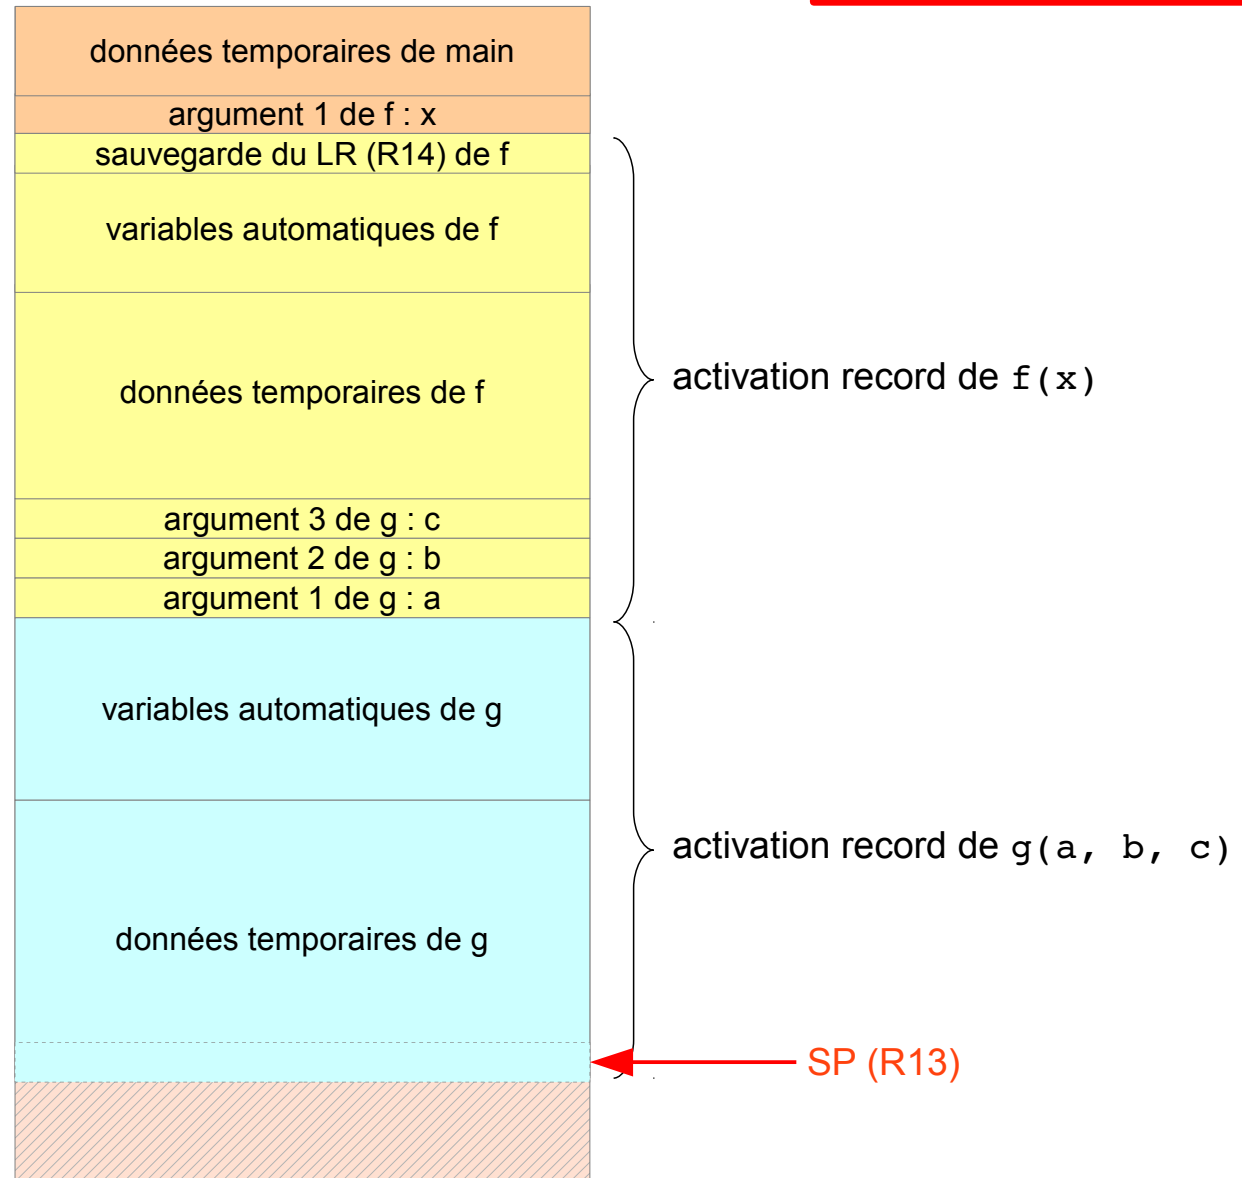 données temporaires de main
argument 1 de f : x
sauvegarde du LR (R14) de f
variables automatiques de f
données temporaires de f
activation record de f(x)
argument 3 de g : c
argument 2 de g : b
argument 1 de g : a
variables automatiques de g
activation record de g(a, b, c)
données temporaires de g
SP (R13)